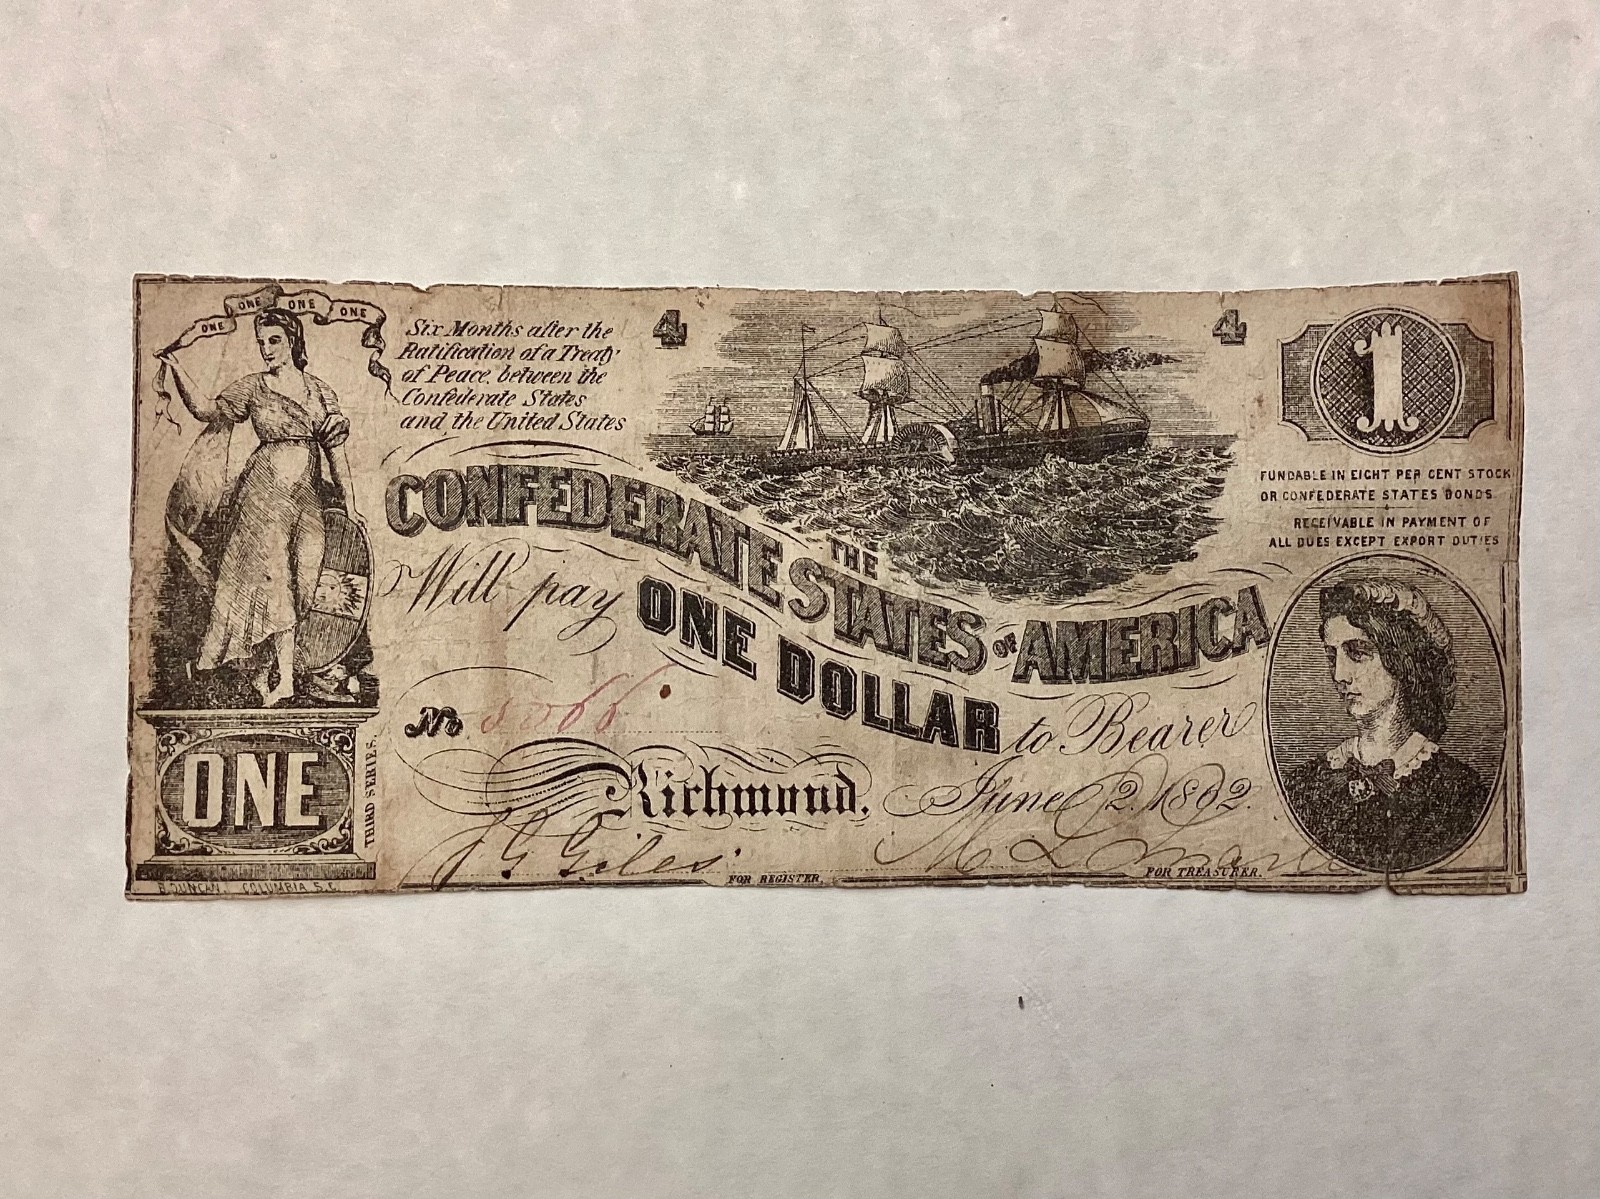 ONE ONE ONE ONE
Six Months after the
Ratification of a Treaty
of Peace, between the
Confederate States
and the United States
4
4
1
FUNDABLE IN EIGHT PER CENT STOCK
OR CONFEDERATE STATES BONDS
RECEIVABLE IN PAYMENT OF
ALL DUES EXCEPT EXPORT DUTIES
THE
CONFEDERATE STATES OF AMERICA
Will pay ONE DOLLAR to Bearer
No
Richmond, June 2, 1862.
ONE
THIRD SERIES.
J G Giles
FOR REGISTER.
FOR TREASURER.
B. DUNCAN. COLUMBIA S.C.